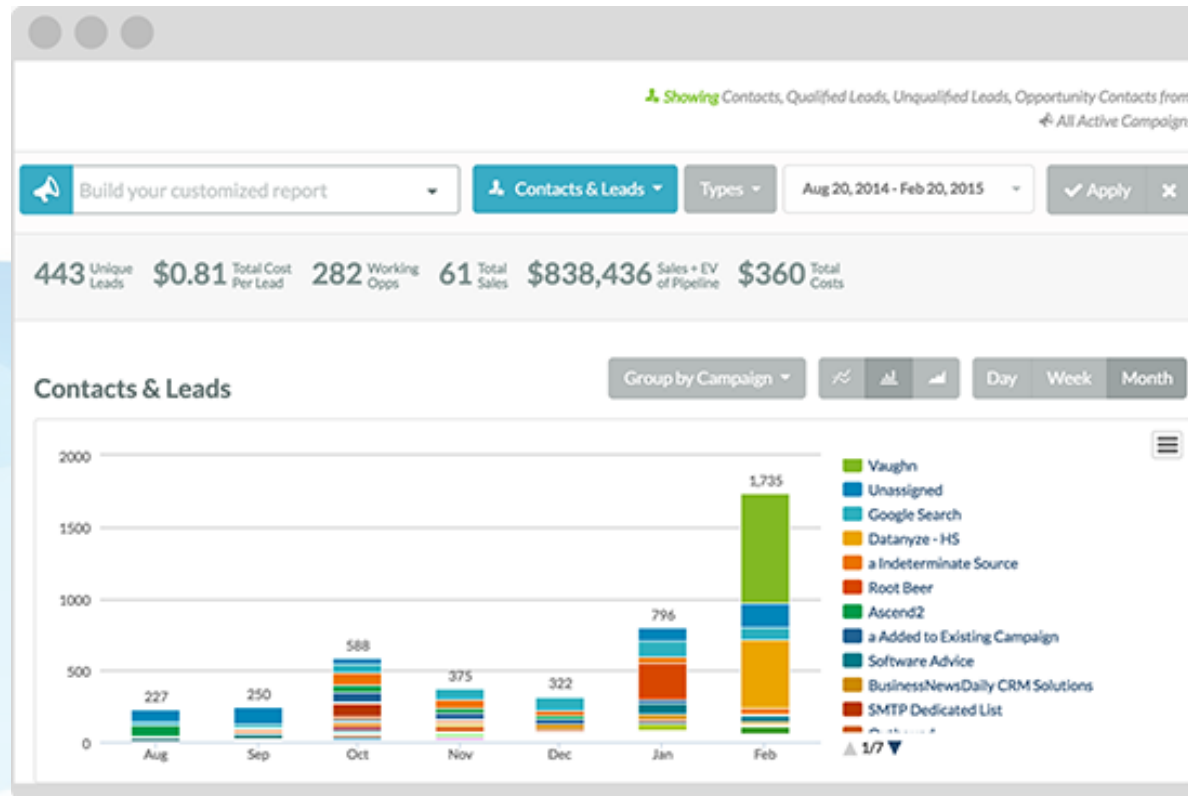 Showing Contacts, Qualified Leads, Unqualified Leads, Opportunity Contacts from
All Active Campaign
Build your customized report
Contacts & Leads
Types
Aug 20, 2014 - Feb 20, 2015
Apply
443 Unique Leads
$0.81 Total Cost Per Lead
282 Working Opps
61 Total Sales
$838,436 Sales + EV of Pipeline
$360 Total Costs
Contacts & Leads
Group by Campaign
Day Week Month
2000
1500
1000
500
0
227
250
588
375
322
796
1,735
Aug Sep Oct Nov Dec Jan Feb
Vaughn
Unassigned
Google Search
Datanyze - HS
a Indeterminate Source
Root Beer
Ascend2
a Added to Existing Campaign
Software Advice
BusinessNewsDaily CRM Solutions
SMTP Dedicated List
1/7